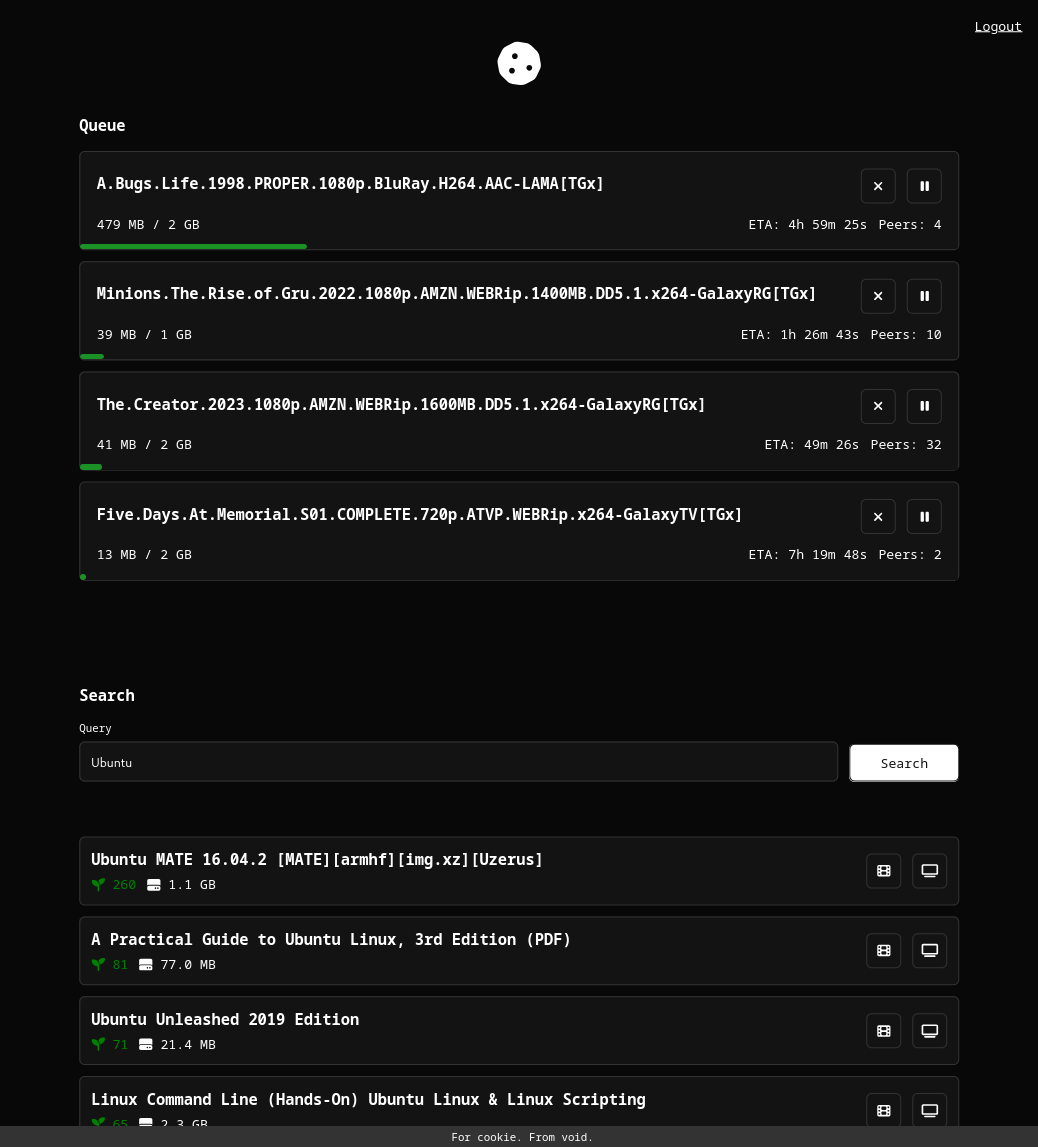 Logout
Queue
A.Bugs.Life.1998.PROPER.1080p.BluRay.H264.AAC-LAMA[TGx]
479 MB / 2 GB ETA: 4h 59m 25s Peers: 4
Minions.The.Rise.of.Gru.2022.1080p.AMZN.WEBRip.1400MB.DD5.1.x264-GalaxyRG[TGx]
39 MB / 1 GB ETA: 1h 26m 43s Peers: 10
The.Creator.2023.1080p.AMZN.WEBRip.1600MB.DD5.1.x264-GalaxyRG[TGx]
41 MB / 2 GB ETA: 49m 26s Peers: 32
Five.Days.At.Memorial.S01.COMPLETE.720p.ATVP.WEBRip.x264-GalaxyTV[TGx]
13 MB / 2 GB ETA: 7h 19m 48s Peers: 2
Search
Query
Ubuntu Search
Ubuntu MATE 16.04.2 [MATE][armhf][img.xz][Uzerus]
260 1.1 GB
A Practical Guide to Ubuntu Linux, 3rd Edition (PDF)
81 77.0 MB
Ubuntu Unleashed 2019 Edition
71 21.4 MB
Linux Command Line (Hands-On) Ubuntu Linux & Linux Scripting
65 2.3 GB
For cookie. From void.